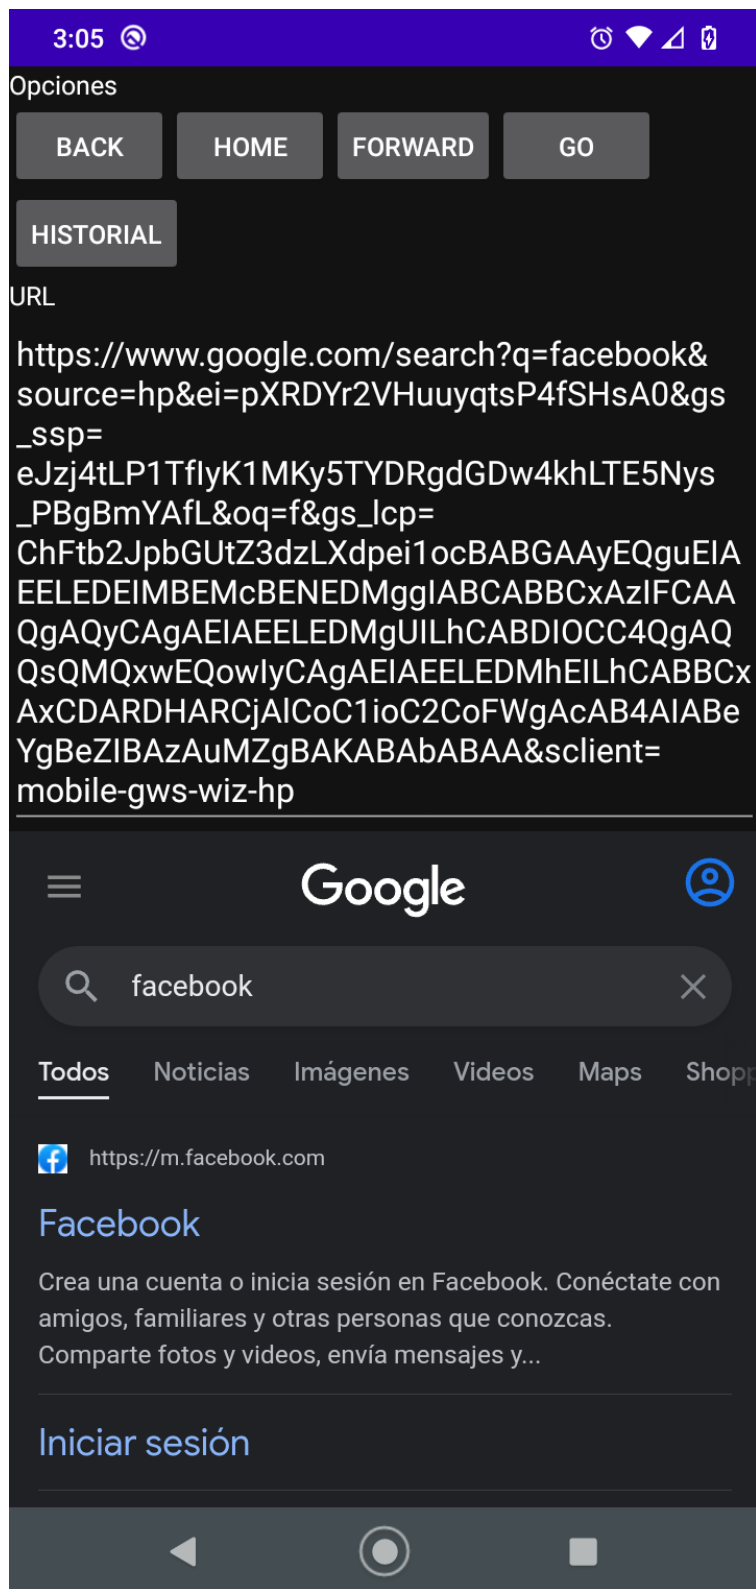 3:05
Opciones
BACK HOME FORWARD GO
HISTORIAL
URL
https://www.google.com/search?q=facebook&
source=hp&ei=pXRDYr2VHuuyqtsP4fSHsA0&gs
_ssp=
eJzj4tLP1TfIyK1MKy5TYDRgdGDw4khLTE5Nys
_PBgBmYAfL&oq=f&gs_lcp=
ChFtb2JpbGUtZ3dzLXdpei1ocBABGAAyEQguEIA
EELEDEIMBEMcBENEDMggIABCABBCxAzIFCAA
QgAQyCAgAEIAEELEDMgUILhCABDIOCC4QgAQ
QsQMQxwEQowIyCAgAEIAEELEDMhEILhCABBCx
AxCDARDHARCjAlCoC1ioC2CoFWgAcAB4AIABe
YgBeZIBAzAuMZgBAKABAbABAA&sclient=
mobile-gws-wiz-hp
Google
facebook
Todos Noticias Imágenes Videos Maps Shopp
https://m.facebook.com
Facebook
Crea una cuenta o inicia sesión en Facebook. Conéctate con
amigos, familiares y otras personas que conozcas.
Comparte fotos y videos, envía mensajes y...
Iniciar sesión